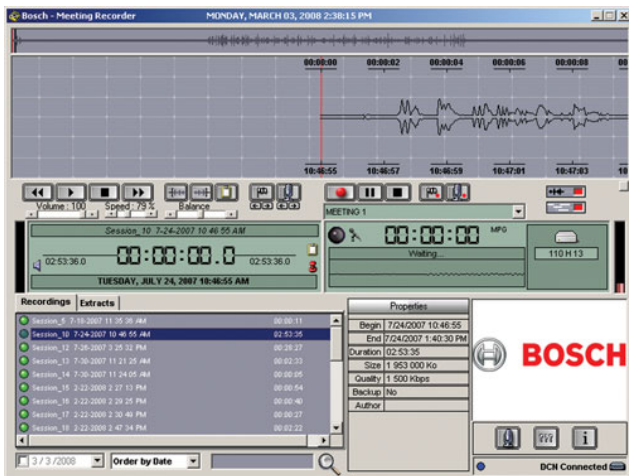 Bosch - Meeting Recorder MONDAY, MARCH 03, 2008 2:38:15 PM
00:00:00 00:00:02 00:00:04 00:00:06 00:00:08 00
10:46:55 10:46:57 10:46:59 10:47:01 10:47:03 10
Volume : 100 Speed : 79 % Balance
MEETING 1
Session_10 7-24-2007 10 46 55 AM
02:53:36.0 00:00:00.0 02:53:36.0
TUESDAY, JULY 24, 2007 10:46:55 AM
00:00:00 MPG
Waiting...
110 H 13
Recordings Extracts
Session_5 7-18-2007 11 35 36 AM 00:00:11
Session_10 7-24-2007 10 46 55 AM 02:53:35
Session_12 7-26-2007 3 25 32 PM 00:28:27
Session_13 7-30-2007 11 21 25 AM 00:02:33
Session_14 7-30-2007 11 24 05 AM 00:00:05
Session_15 2-22-2008 2 27 13 PM 00:00:54
Session_16 2-22-2008 2 29 25 PM 00:00:40
Session_17 2-22-2008 2 30 48 PM 00:00:27
Session_18 2-22-2008 2 47 34 PM 00:02:22
3 / 3 /2008 Order by Date
Properties
Begin 7/24/2007 10:46:55
End 7/24/2007 1:40:30 PM
Duration 02:53:35
Size 1 953 000 Ko
Quality 1 500 Kbps
Backup No
Author
BOSCH
DCN Connected